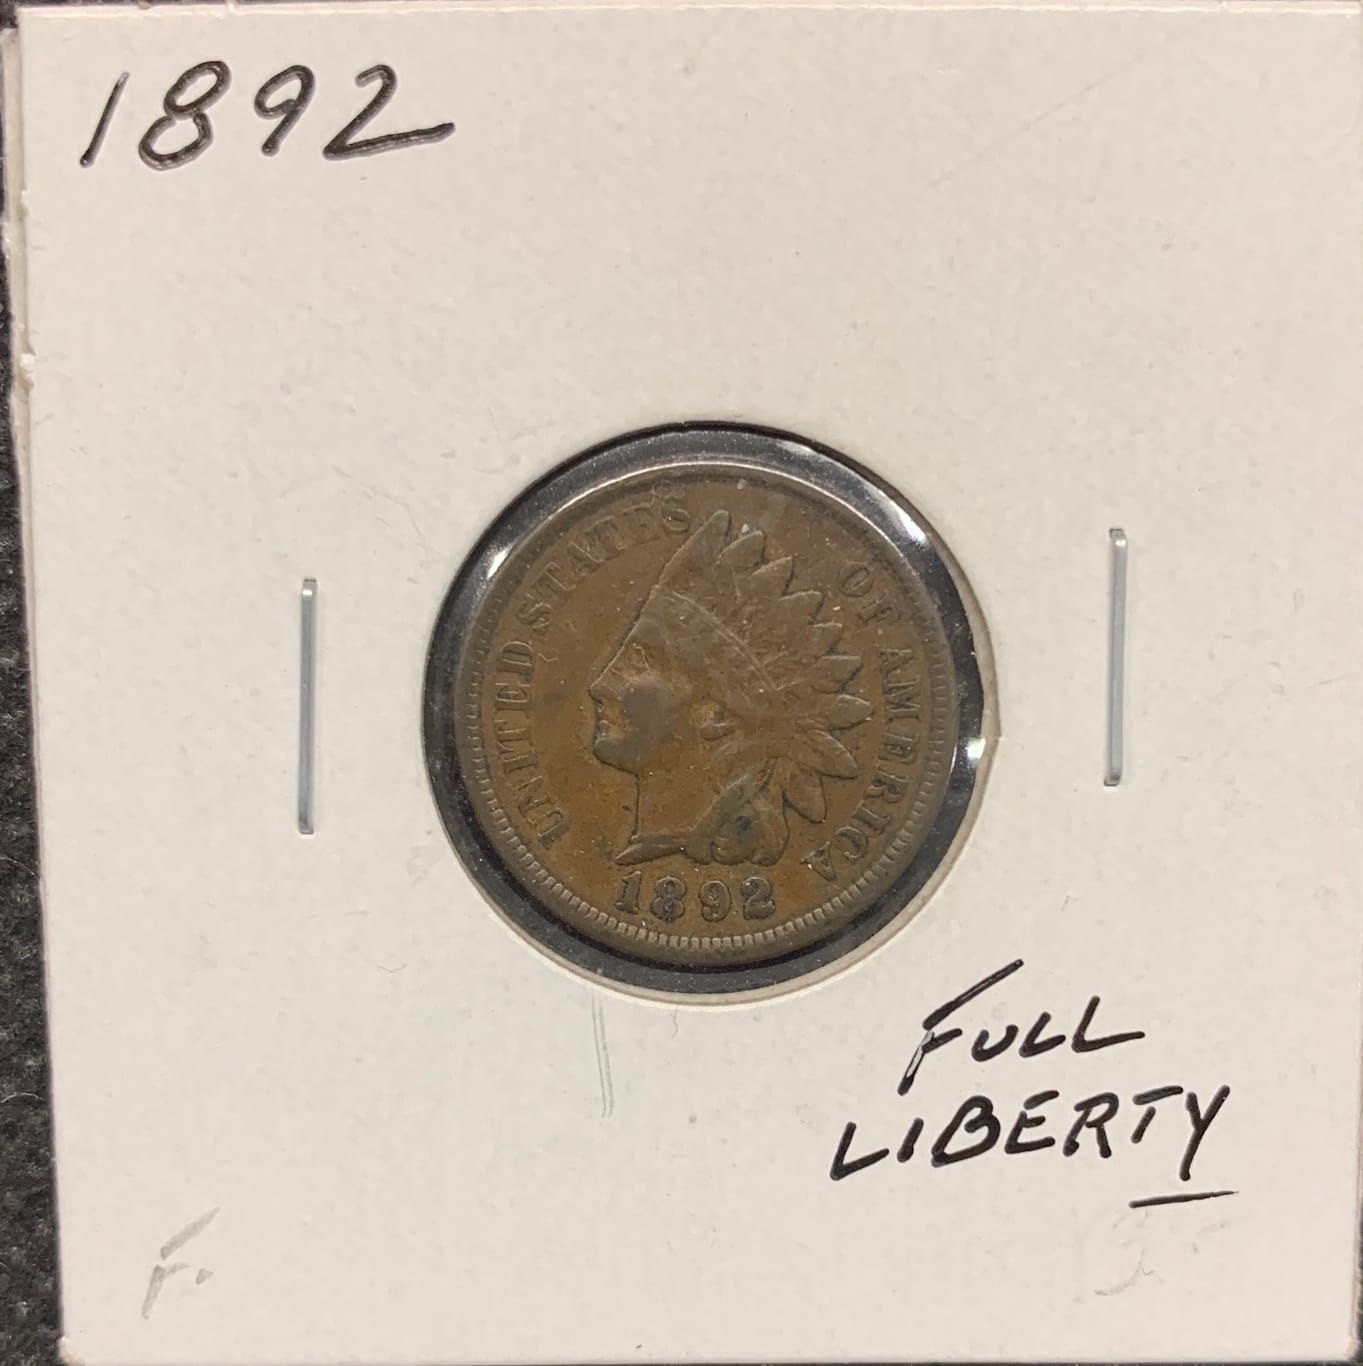 1892
UNITED STATES OF AMERICA
1892
FULL
LIBERTY
F.